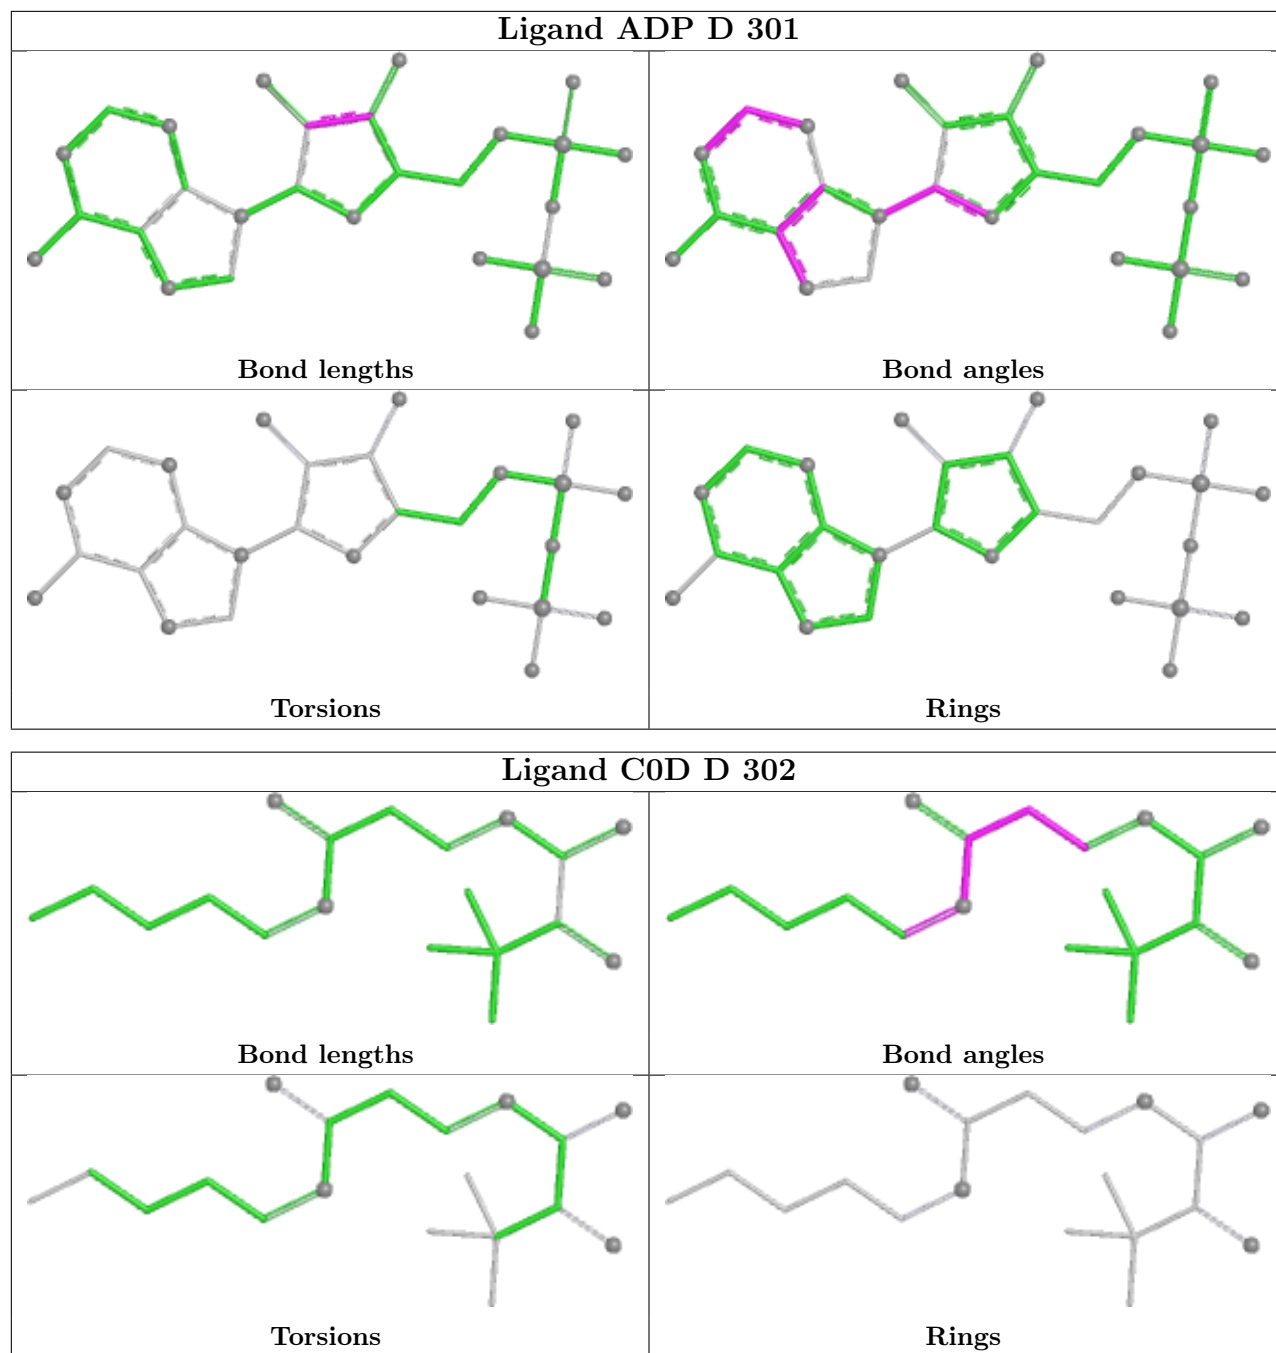 Ligand ADP D 301
Bond lengths
Bond angles
Torsions
Rings
Ligand C0D D 302
Bond lengths
Bond angles
Torsions
Rings